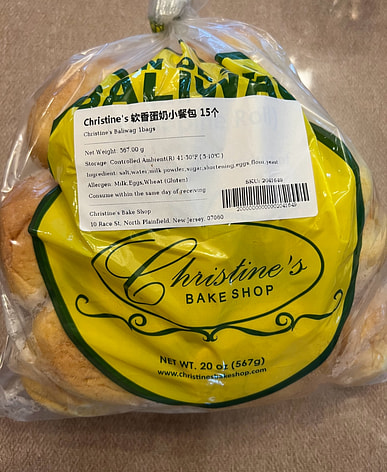 BALIWAG
Christine's 软香蛋奶小餐包 15个
Christine's Baliwag 1bags
Net Weight: 567.00 g
Storage: Controlled Ambient(R) 41-50°F (5-10°C)
Ingredient: salt,water,milk powder,sugar,shortening,eggs,flour,yeast
Allergen: Milk,Eggs,Wheat (Gluten)
Consume within the same day of receiving
SKU: 2041649
Christine's Bake Shop
10 Race St, North Plainfield, New Jersey, 07060
2000000000002041649
Christine's
BAKE SHOP
NET WT. 20 oz (567g)
www.christinesbakeshop.com